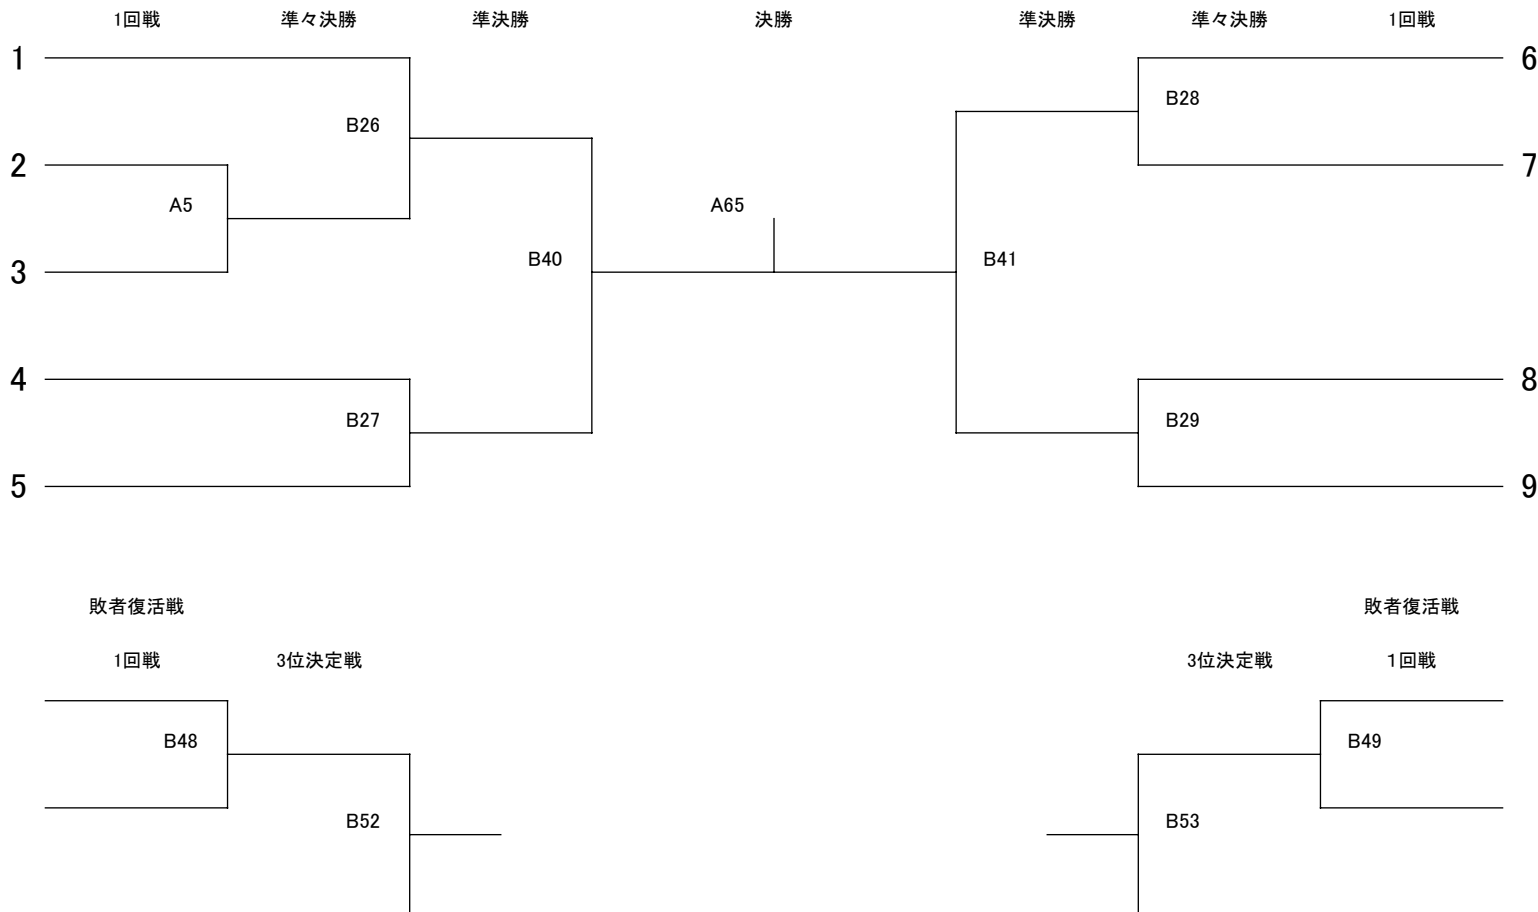 1回戦 準々決勝 準決勝 決勝 準決勝 準々決勝 1回戦
1 6
B28
B26
2 7
A5 A65
B40 B41
3
4 8
B27 B29
5 9
敗者復活戦 敗者復活戦
1回戦 3位決定戦 3位決定戦 １回戦
B48 B49
B52 B53